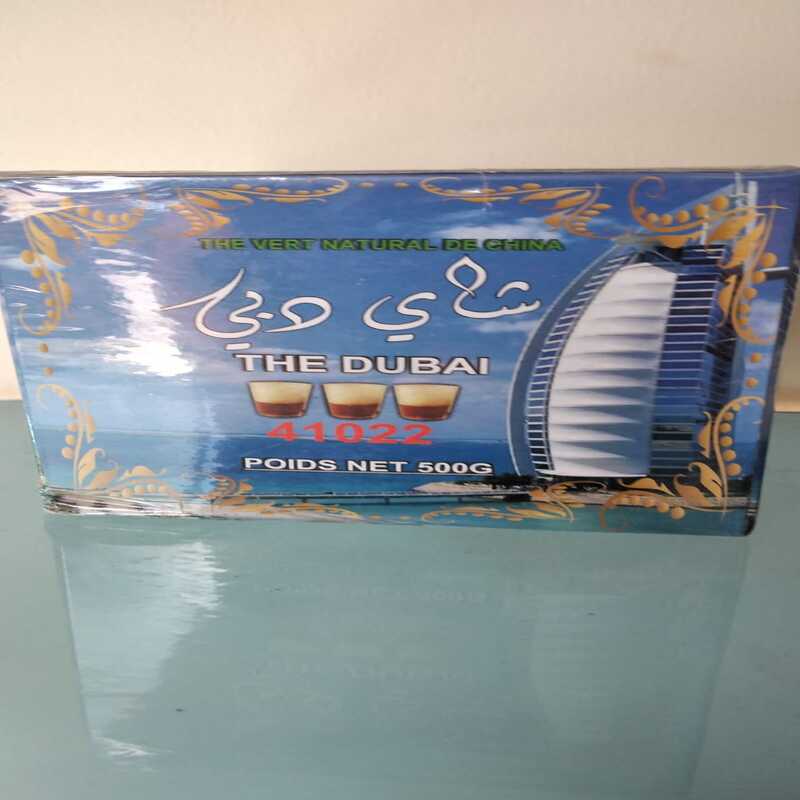 THE VERT NATURAL DE CHINA
شاي دبي
THE DUBAI
41022
POIDS NET 500G